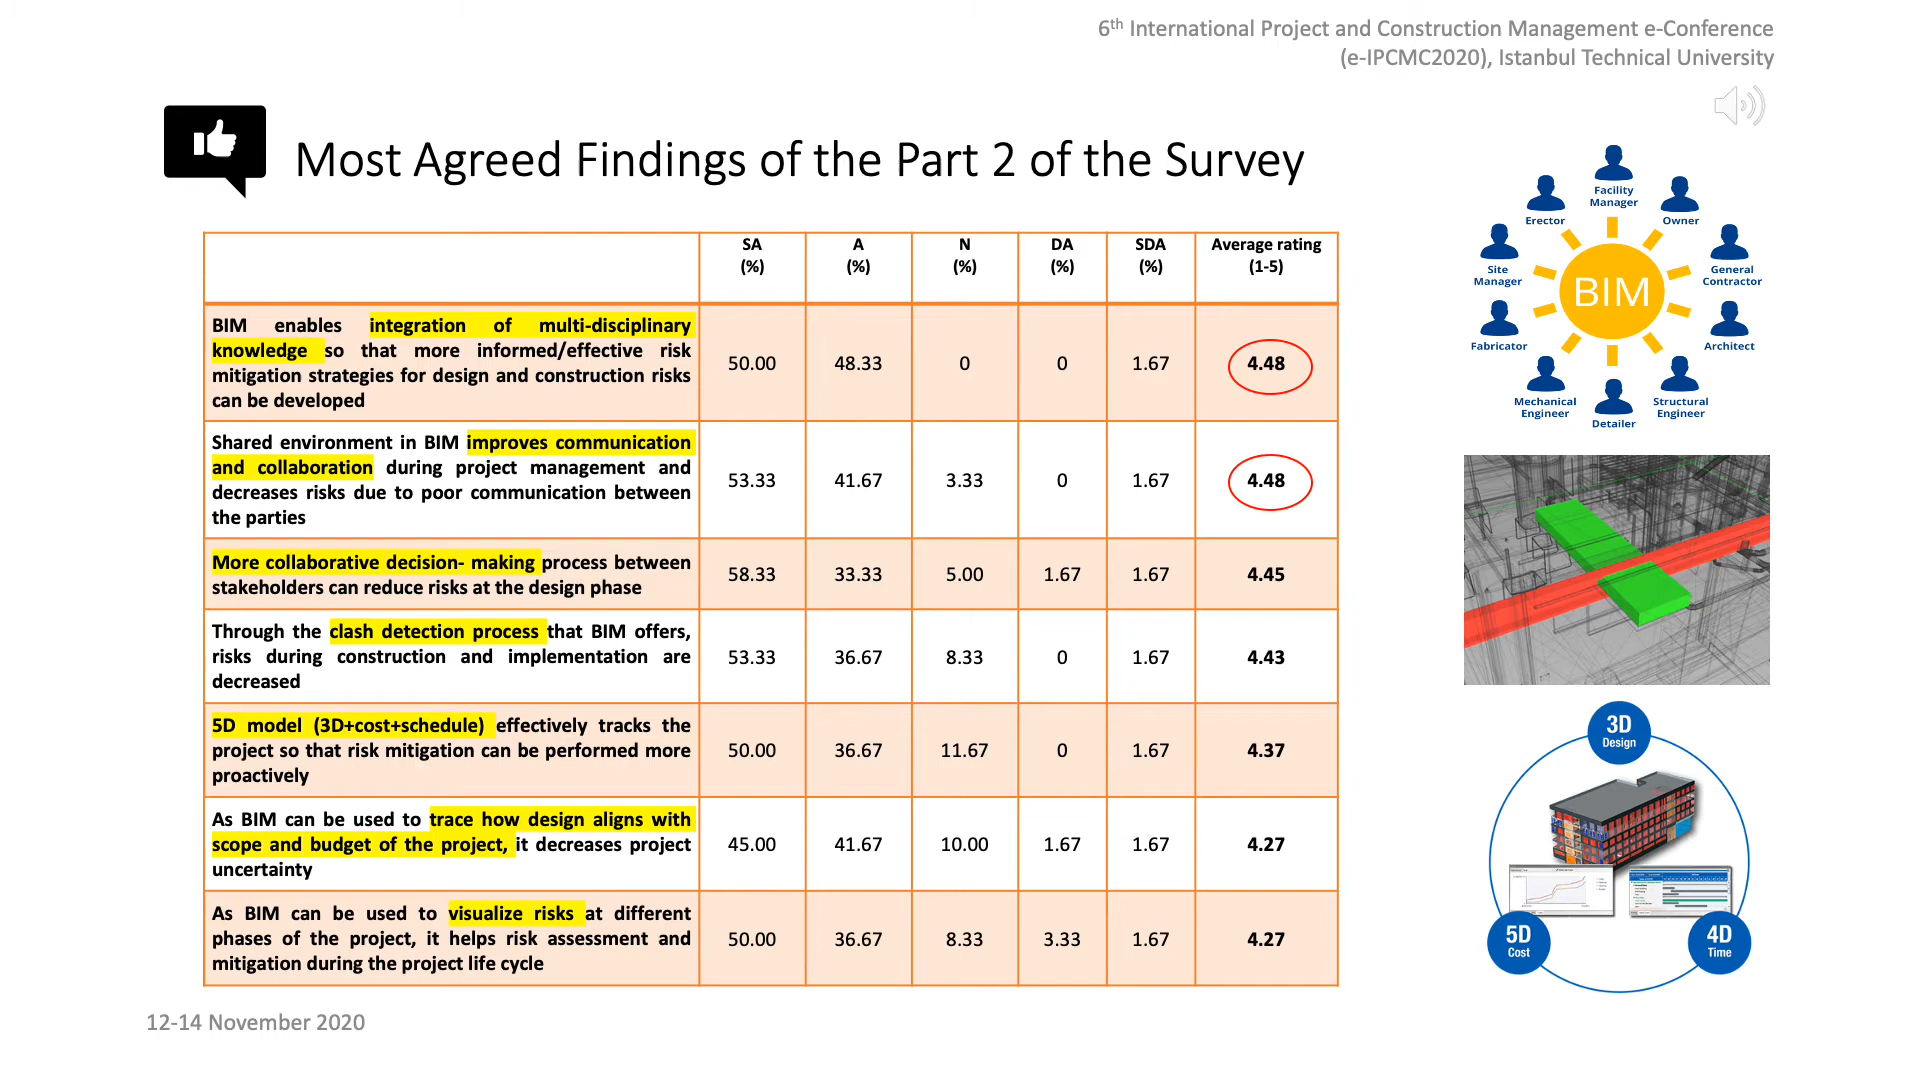 6th International Project and Construction Management e-Conference
(e-IPCMC2020), Istanbul Technical University
Most Agreed Findings of the Part 2 of the Survey
SA (%) A (%) N (%) DA (%) SDA (%) Average rating (1-5)
BIM enables integration of multi-disciplinary
knowledge so that more informed/effective risk
mitigation strategies for design and construction risks
can be developed
50.00 48.33 0 0 1.67 4.48
Shared environment in BIM improves communication
and collaboration during project management and
decreases risks due to poor communication between
the parties
53.33 41.67 3.33 0 1.67 4.48
More collaborative decision- making process between
stakeholders can reduce risks at the design phase
58.33 33.33 5.00 1.67 1.67 4.45
Through the clash detection process that BIM offers,
risks during construction and implementation are
decreased
53.33 36.67 8.33 0 1.67 4.43
5D model (3D+cost+schedule) effectively tracks the
project so that risk mitigation can be performed more
proactively
50.00 36.67 11.67 0 1.67 4.37
As BIM can be used to trace how design aligns with
scope and budget of the project, it decreases project
uncertainty
45.00 41.67 10.00 1.67 1.67 4.27
As BIM can be used to visualize risks at different
phases of the project, it helps risk assessment and
mitigation during the project life cycle
50.00 36.67 8.33 3.33 1.67 4.27
Facility
Manager
Erector
Owner
Site
Manager
BIM
General
Contractor
Fabricator
Architect
Mechanical
Engineer
Structural
Engineer
Detailer
3D
Design
5D
Cost
4D
Time
12-14 November 2020